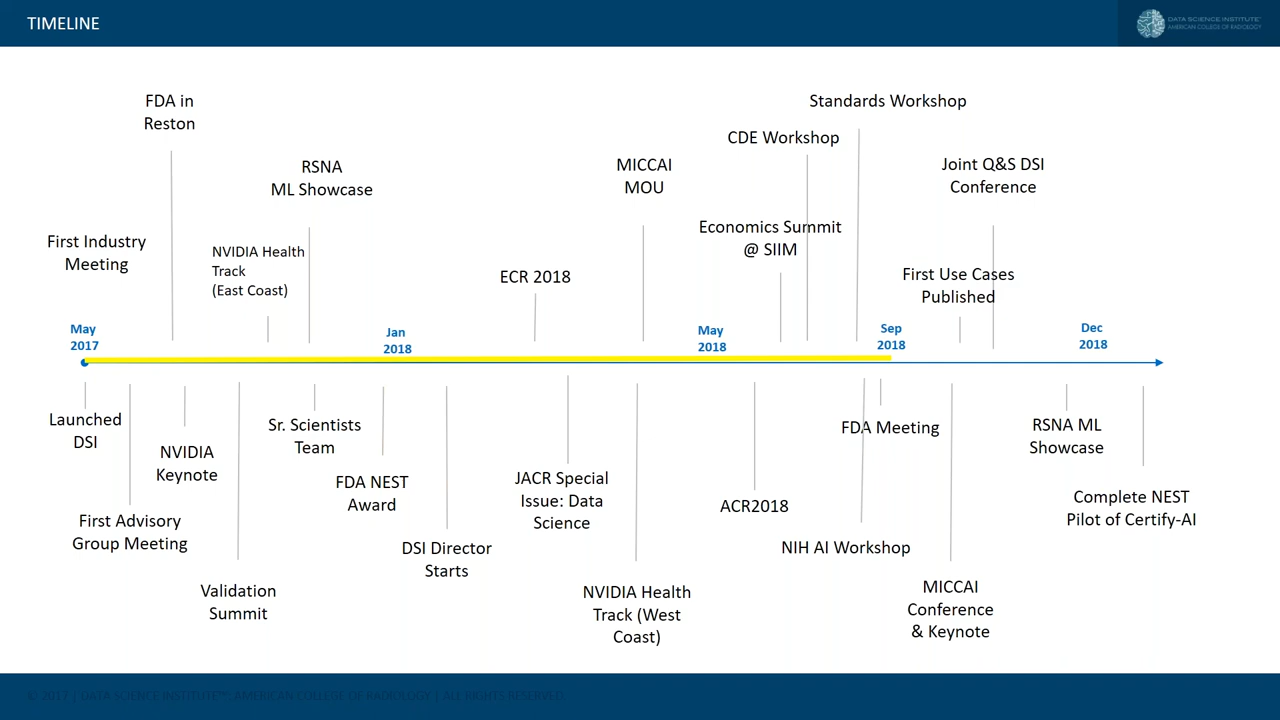 TIMELINE
DATA SCIENCE INSTITUTE™
AMERICAN COLLEGE OF RADIOLOGY
FDA in
Reston
Standards Workshop
CDE Workshop
RSNA
ML Showcase
MICCAI
MOU
Joint Q&S DSI
Conference
First Industry
Meeting
NVIDIA Health
Track
(East Coast)
ECR 2018
Economics Summit
@ SIIM
First Use Cases
Published
May
2017
Jan
2018
May
2018
Sep
2018
Dec
2018
Launched
DSI
NVIDIA
Keynote
Sr. Scientists
Team
FDA Meeting
RSNA ML
Showcase
First Advisory
Group Meeting
FDA NEST
Award
JACR Special
Issue: Data
Science
ACR2018
Complete NEST
Pilot of Certify-AI
DSI Director
Starts
NIH AI Workshop
Validation
Summit
NVIDIA Health
Track (West
Coast)
MICCAI
Conference
& Keynote
© 2017 | DATA SCIENCE INSTITUTE™ AMERICAN COLLEGE OF RADIOLOGY | ALL RIGHTS RESERVED